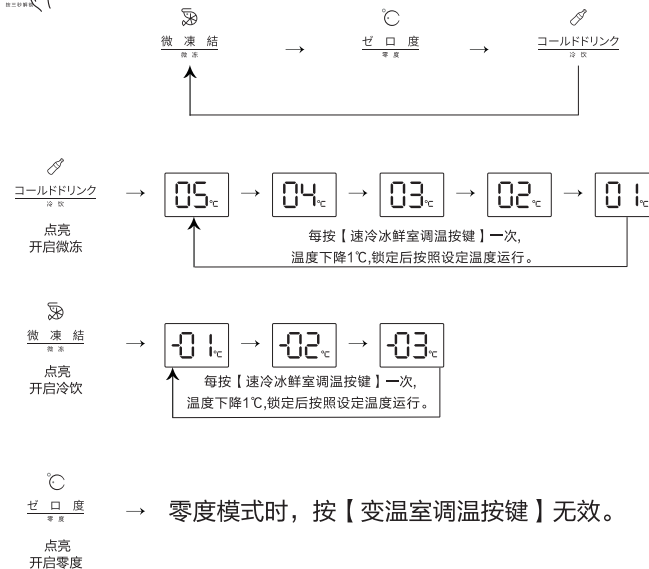 按三秒解锁
微凍結 → ゼロ度 → コールドドリンク
微冻 零度 冷饮
コールドドリンク → 05℃ → 04℃ → 03℃ → 02℃ → 01℃
冷饮
点亮
开启微冻
每按【速冷冰鲜室调温按键】一次,
温度下降1℃,锁定后按照设定温度运行。
微凍結 → -01℃ → -02℃ → -03℃
微冻
点亮
开启冷饮
每按【速冷冰鲜室调温按键】一次,
温度下降1℃,锁定后按照设定温度运行。
ゼロ度 → 零度模式时，按【变温室调温按键】无效。
零度
点亮
开启零度